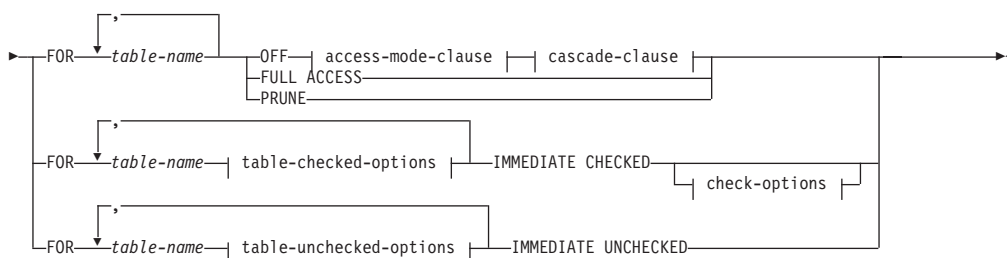 ,
FOR table-name OFF access-mode-clause cascade-clause
FULL ACCESS
PRUNE
,
FOR table-name table-checked-options IMMEDIATE CHECKED
check-options
,
FOR table-name table-unchecked-options IMMEDIATE UNCHECKED